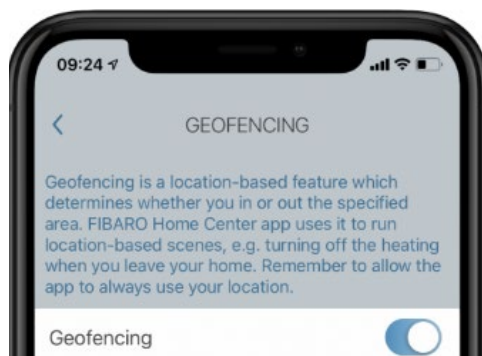 09:24
GEOFENCING
Geofencing is a location-based feature which
determines whether you in or out the specified
area. FIBARO Home Center app uses it to run
location-based scenes, e.g. turning off the heating
when you leave your home. Remember to allow the
app to always use your location.
Geofencing